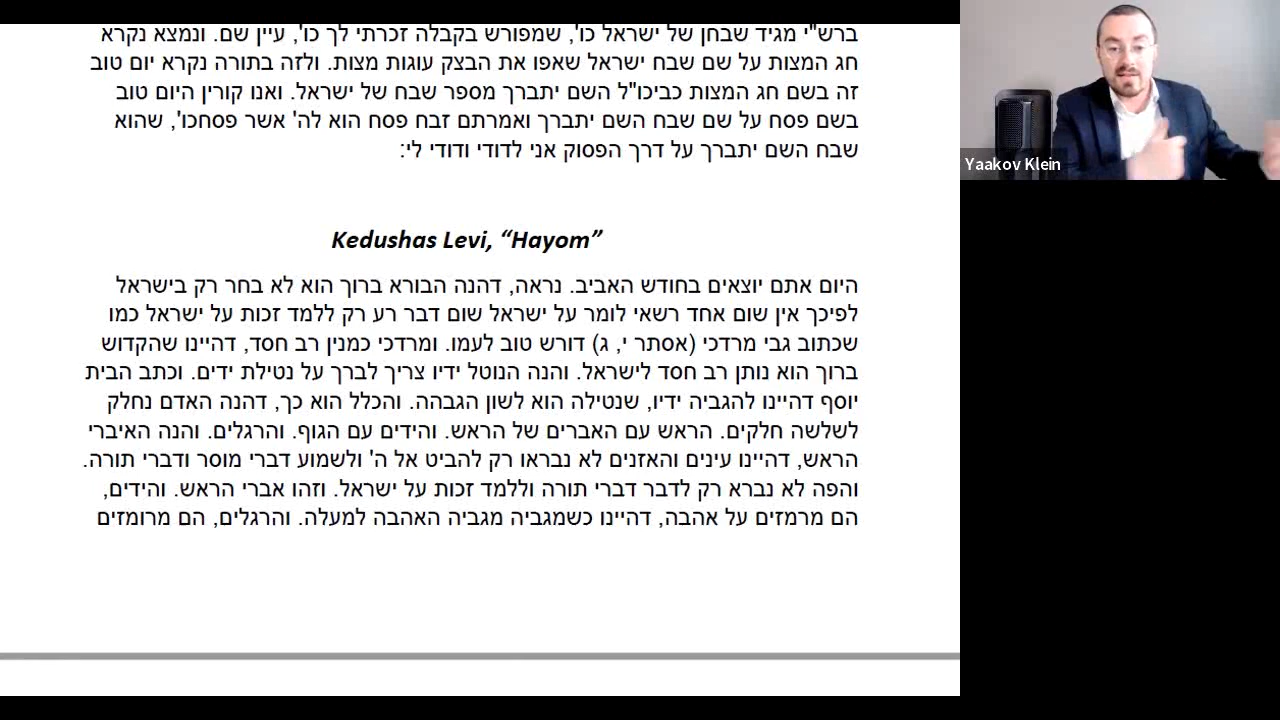 ברש"י מגיד שבחן של ישראל כו', שמפורש בקבלה זכרתי לך כו', עיין שם. ונמצא נקרא
חג המצות על שם שבח ישראל שאפו את הבצק עוגות מצות. ולזה בתורה נקרא יום טוב
זה בשם חג המצות כביכו"ל השם יתברך מספר שבח של ישראל. ואנו קורין היום טוב
בשם פסח על שם שבח השם יתברך ואמרתם זבח פסח הוא לה' אשר פסחכו', שהוא
שבח השם יתברך על דרך הפסוק אני לדודי ודודי לי:
Kedushas Levi, “Hayom”
היום אתם יוצאים בחודש האביב. נראה, דהנה הבורא ברוך הוא לא בחר רק בישראל
לפיכך אין שום אחד רשאי לומר על ישראל שום דבר רע רק ללמד זכות על ישראל כמו
שכתוב גבי מרדכי (אסתר י, ג) דורש טוב לעמו. ומרדכי כמנין רב חסד, דהיינו שהקדוש
ברוך הוא נותן רב חסד לישראל. והנה הנוטל ידיו צריך לברך על נטילת ידים. וכתב הבית
יוסף דהיינו להגביה ידיו, שנטילה הוא לשון הגבהה. והכלל הוא כך, דהנה האדם נחלק
לשלשה חלקים. הראש עם האברים של הראש. והידים עם הגוף. והרגלים. והנה האיברי
הראש, דהיינו עינים והאזנים לא נבראו רק להביט אל ה' ולשמוע דברי מוסר ודברי תורה.
והפה לא נברא רק לדבר דברי תורה וללמד זכות על ישראל. וזהו אברי הראש. והידים,
הם מרמזים על אהבה, דהיינו כשמגביה מגביה האהבה למעלה. והרגלים, הם מרומזים
Yaakov Klein